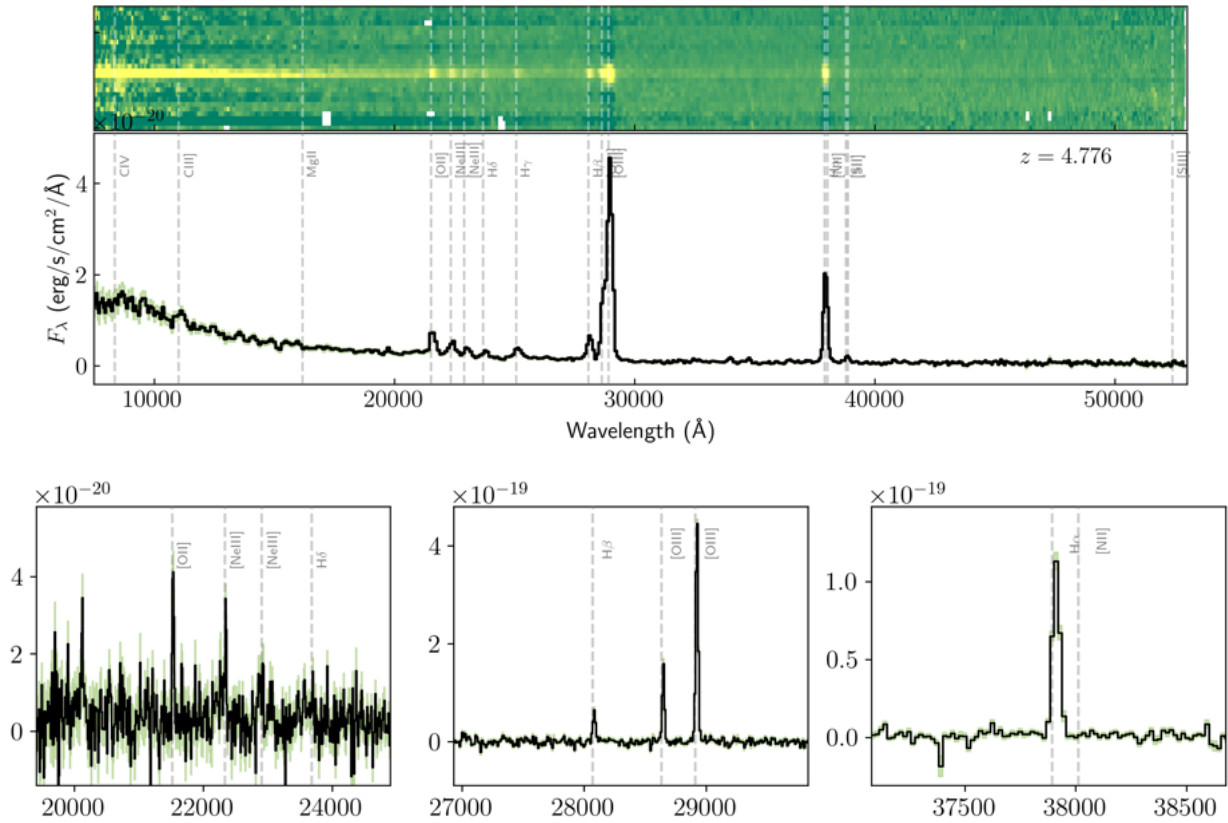 ×10⁻²⁰
CIV
CIII]
MgII
[OII]
[NeIII]
[NeIII]
Hδ
Hγ
Hβ
[OIII]
[SII]
[SIII]
z = 4.776
4
2
0
F_λ (erg/s/cm²/Å)
10000 20000 30000 40000 50000
Wavelength (Å)
×10⁻²⁰
[OII]
[NeIII]
[NeIII]
Hδ
4
2
0
20000 22000 24000
×10⁻¹⁹
Hβ
[OIII]
[OIII]
4
2
0
27000 28000 29000
×10⁻¹⁹
Hα
[NII]
1.0
0.5
0.0
37500 38000 38500